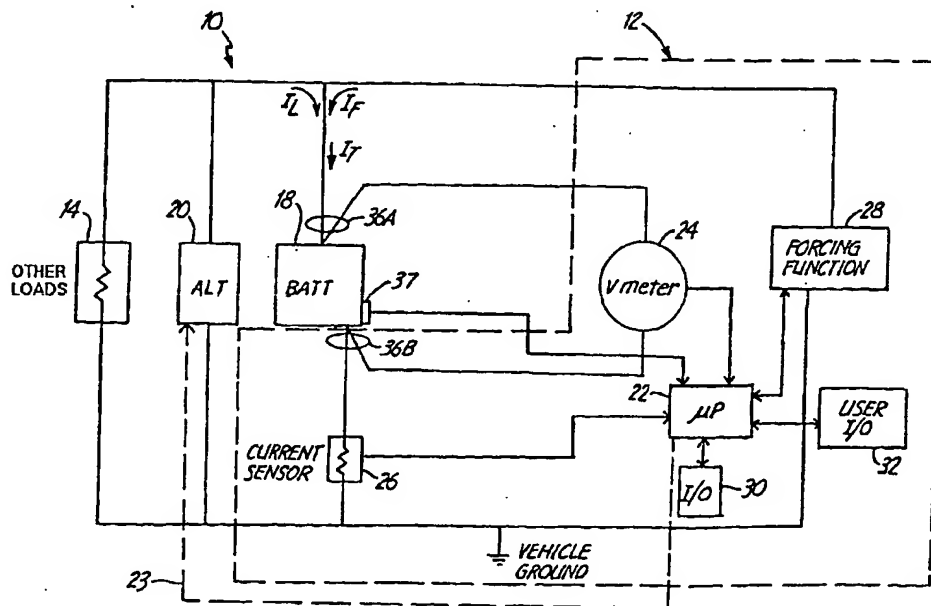 10
12
I_L
I_F
I_T
14
20
18
36A
24
28
OTHER
LOADS
ALT
BATT
37
V meter
FORCING
FUNCTION
36B
22
μP
USER
I/O
32
CURRENT
SENSOR
26
I/O
30
23
VEHICLE
GROUND